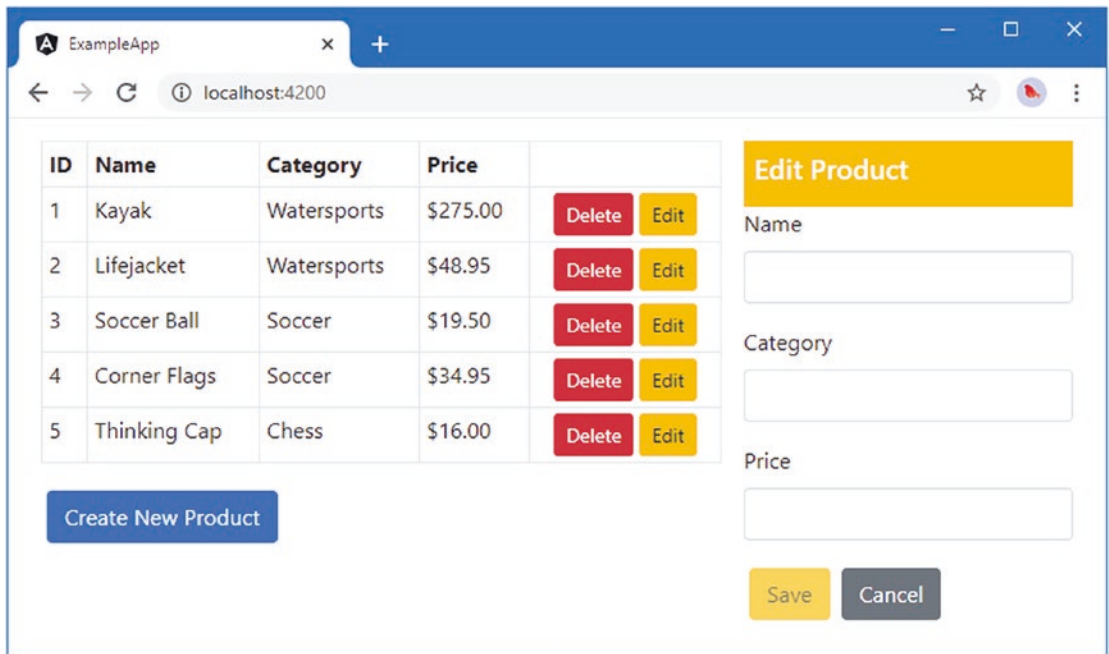 ExampleApp
localhost:4200
ID Name Category Price
1 Kayak Watersports $275.00 Delete Edit
2 Lifejacket Watersports $48.95 Delete Edit
3 Soccer Ball Soccer $19.50 Delete Edit
4 Corner Flags Soccer $34.95 Delete Edit
5 Thinking Cap Chess $16.00 Delete Edit
Create New Product
Edit Product
Name
Category
Price
Save Cancel